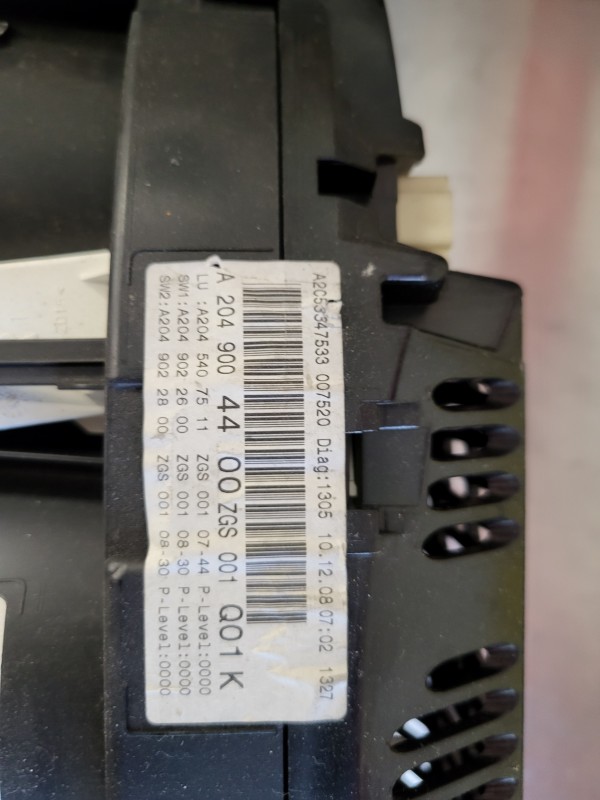 A2C53347533 007520 Diag:1305 10.12.08 07:02 1327
A 204 900 44 00 ZGS 001 Q01 K
LU :A204 540 75 11 ZGS 001 07-44 P-Level:0000
SW1:A204 902 26 00 ZGS 001 08-30 P-Level:0000
SW2:A204 902 28 00 ZGS 001 08-30 P-Level:0000